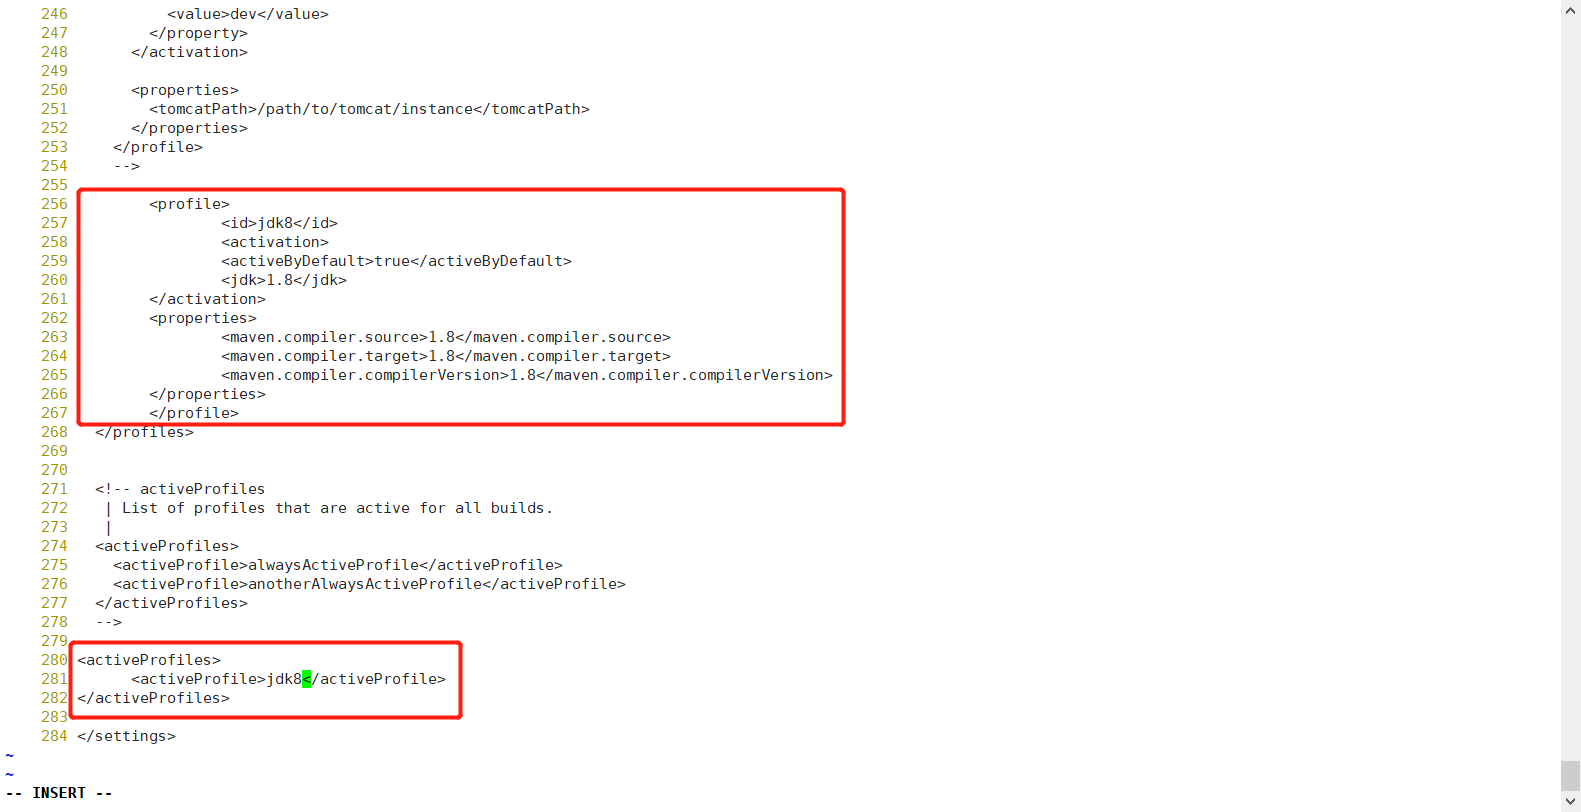 246           <value>dev</value>
247         </property>
248       </activation>
249
250       <properties>
251         <tomcatPath>/path/to/tomcat/instance</tomcatPath>
252       </properties>
253     </profile>
254     -->
255
256         <profile>
257                 <id>jdk8</id>
258                 <activation>
259                 <activeByDefault>true</activeByDefault>
260                 <jdk>1.8</jdk>
261         </activation>
262         <properties>
263                 <maven.compiler.source>1.8</maven.compiler.source>
264                 <maven.compiler.target>1.8</maven.compiler.target>
265                 <maven.compiler.compilerVersion>1.8</maven.compiler.compilerVersion>
266         </properties>
267         </profile>
268   </profiles>
269
270
271   <!-- activeProfiles
272    | List of profiles that are active for all builds.
273    |
274   <activeProfiles>
275     <activeProfile>alwaysActiveProfile</activeProfile>
276     <activeProfile>anotherAlwaysActiveProfile</activeProfile>
277   </activeProfiles>
278   -->
279
280 <activeProfiles>
281       <activeProfile>jdk8</activeProfile>
282 </activeProfiles>
283
284 </settings>
~
~
-- INSERT --